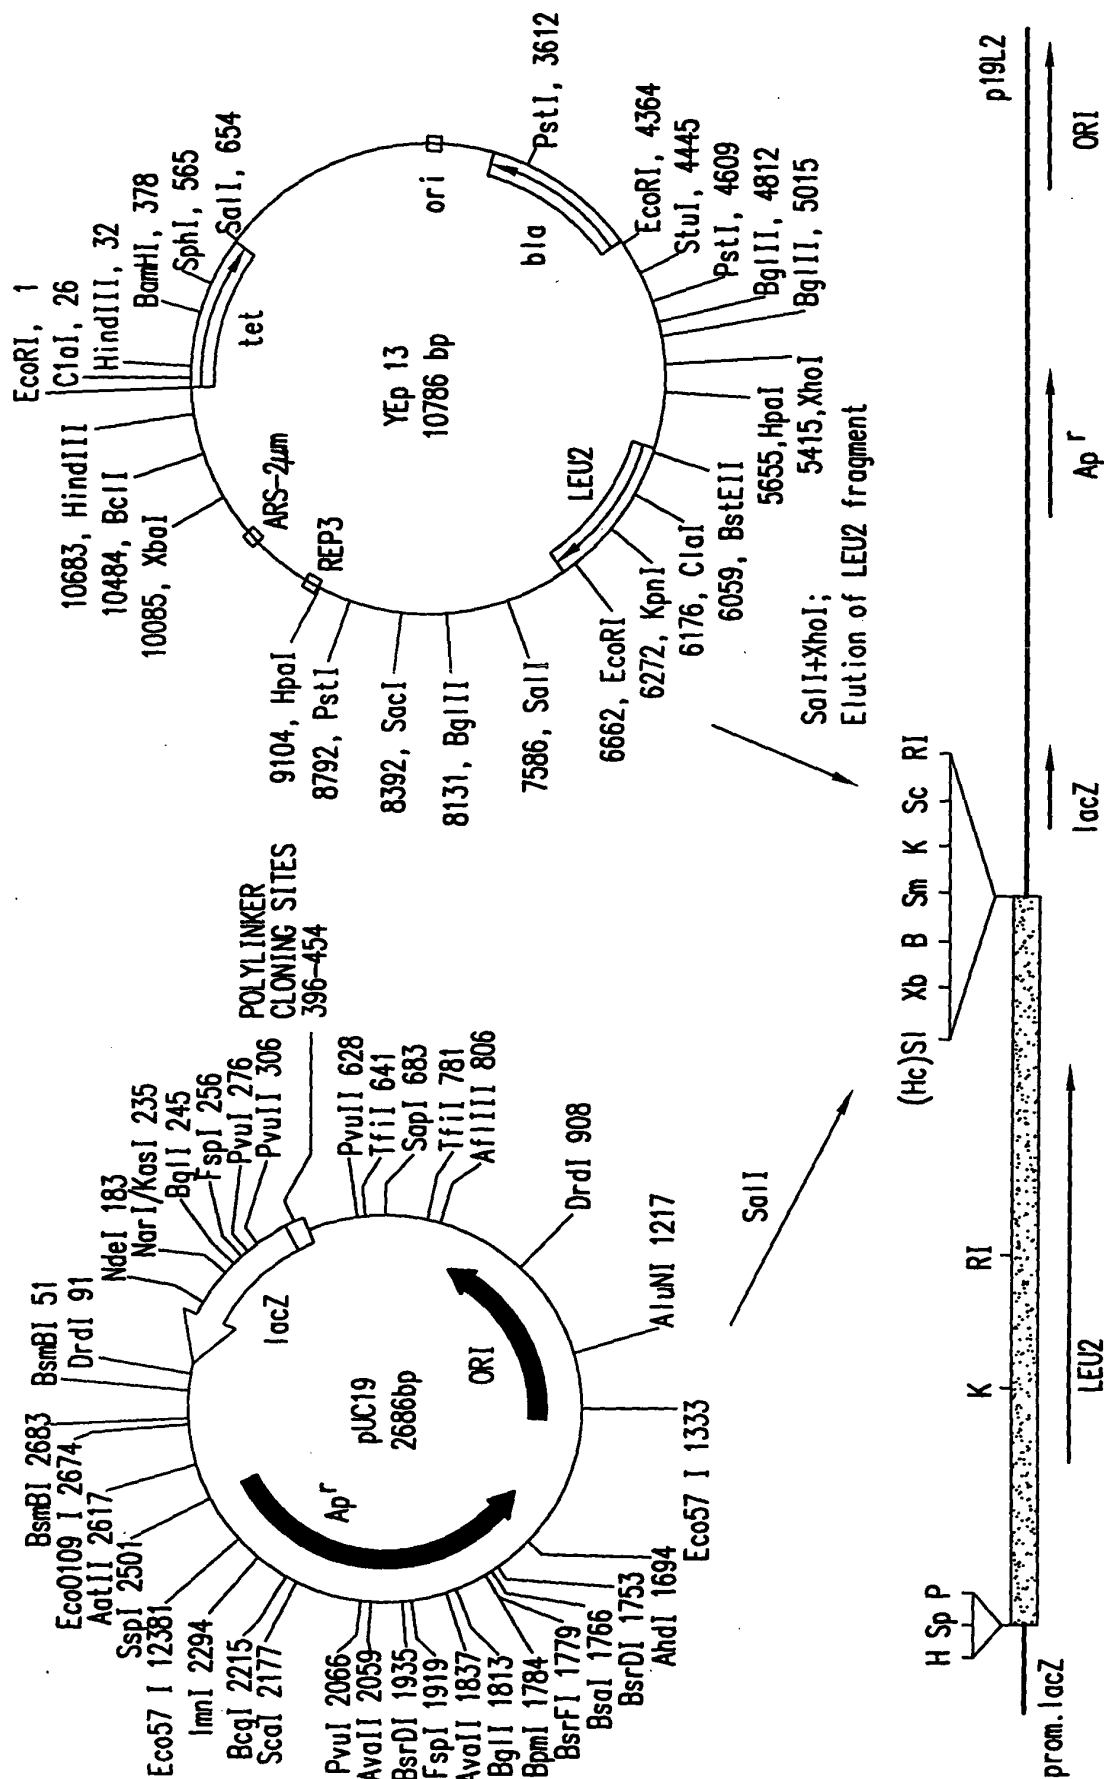 BsmBI 2683
EcoO109 I 2674
AatII 2617
SspI 2501
Eco57 I 12381
ImnI 2294
BcgI 2215
ScaI 2177
PvuI 2066
AvaII 2059
BsrDI 1935
FspI 1919
AvaII 1837
BglI 1813
BpmI 1784
BsrFI 1779
BsaI 1766
BsrDI 1753
AhdI 1694
Eco57 I 1333
AluNI 1217
DrdI 908
AflIII 806
TfiI 781
SapI 683
TfiI 641
PvuII 628
POLYLINKER
CLONING SITES
396-454
PvuII 306
PvuI 276
FspI 256
BglI 245
NarI/KasI 235
NdeI 183
DrdI 91
BsmBI 51
lacZ
ORI
Apr
pUC19
2686bp
EcoRI, 1
ClaI, 26
HindIII, 32
BamHI, 378
SphI, 565
SalI, 654
tet
ori
PstI, 3612
bla
EcoRI, 4364
StuI, 4445
PstI, 4609
BglII, 4812
BglII, 5015
5415, XhoI
5655, HpaI
6059, BstEII
6176, ClaI
6272, KpnI
6662, EcoRI
LEU2
7586, SalI
8131, BglII
8392, SacI
8792, PstI
9104, HpaI
REP3
ARS-2µm
10085, XbaI
10484, BclI
10683, HindIII
YEp 13
10786 bp
SalI
SalI+XhoI;
Elution of LEU2 fragment
H Sp P
K RI
(Hc)Sl Xb B Sm K Sc RI
p19L2
prom.lacZ
LEU2
lacZ
Apr
ORI